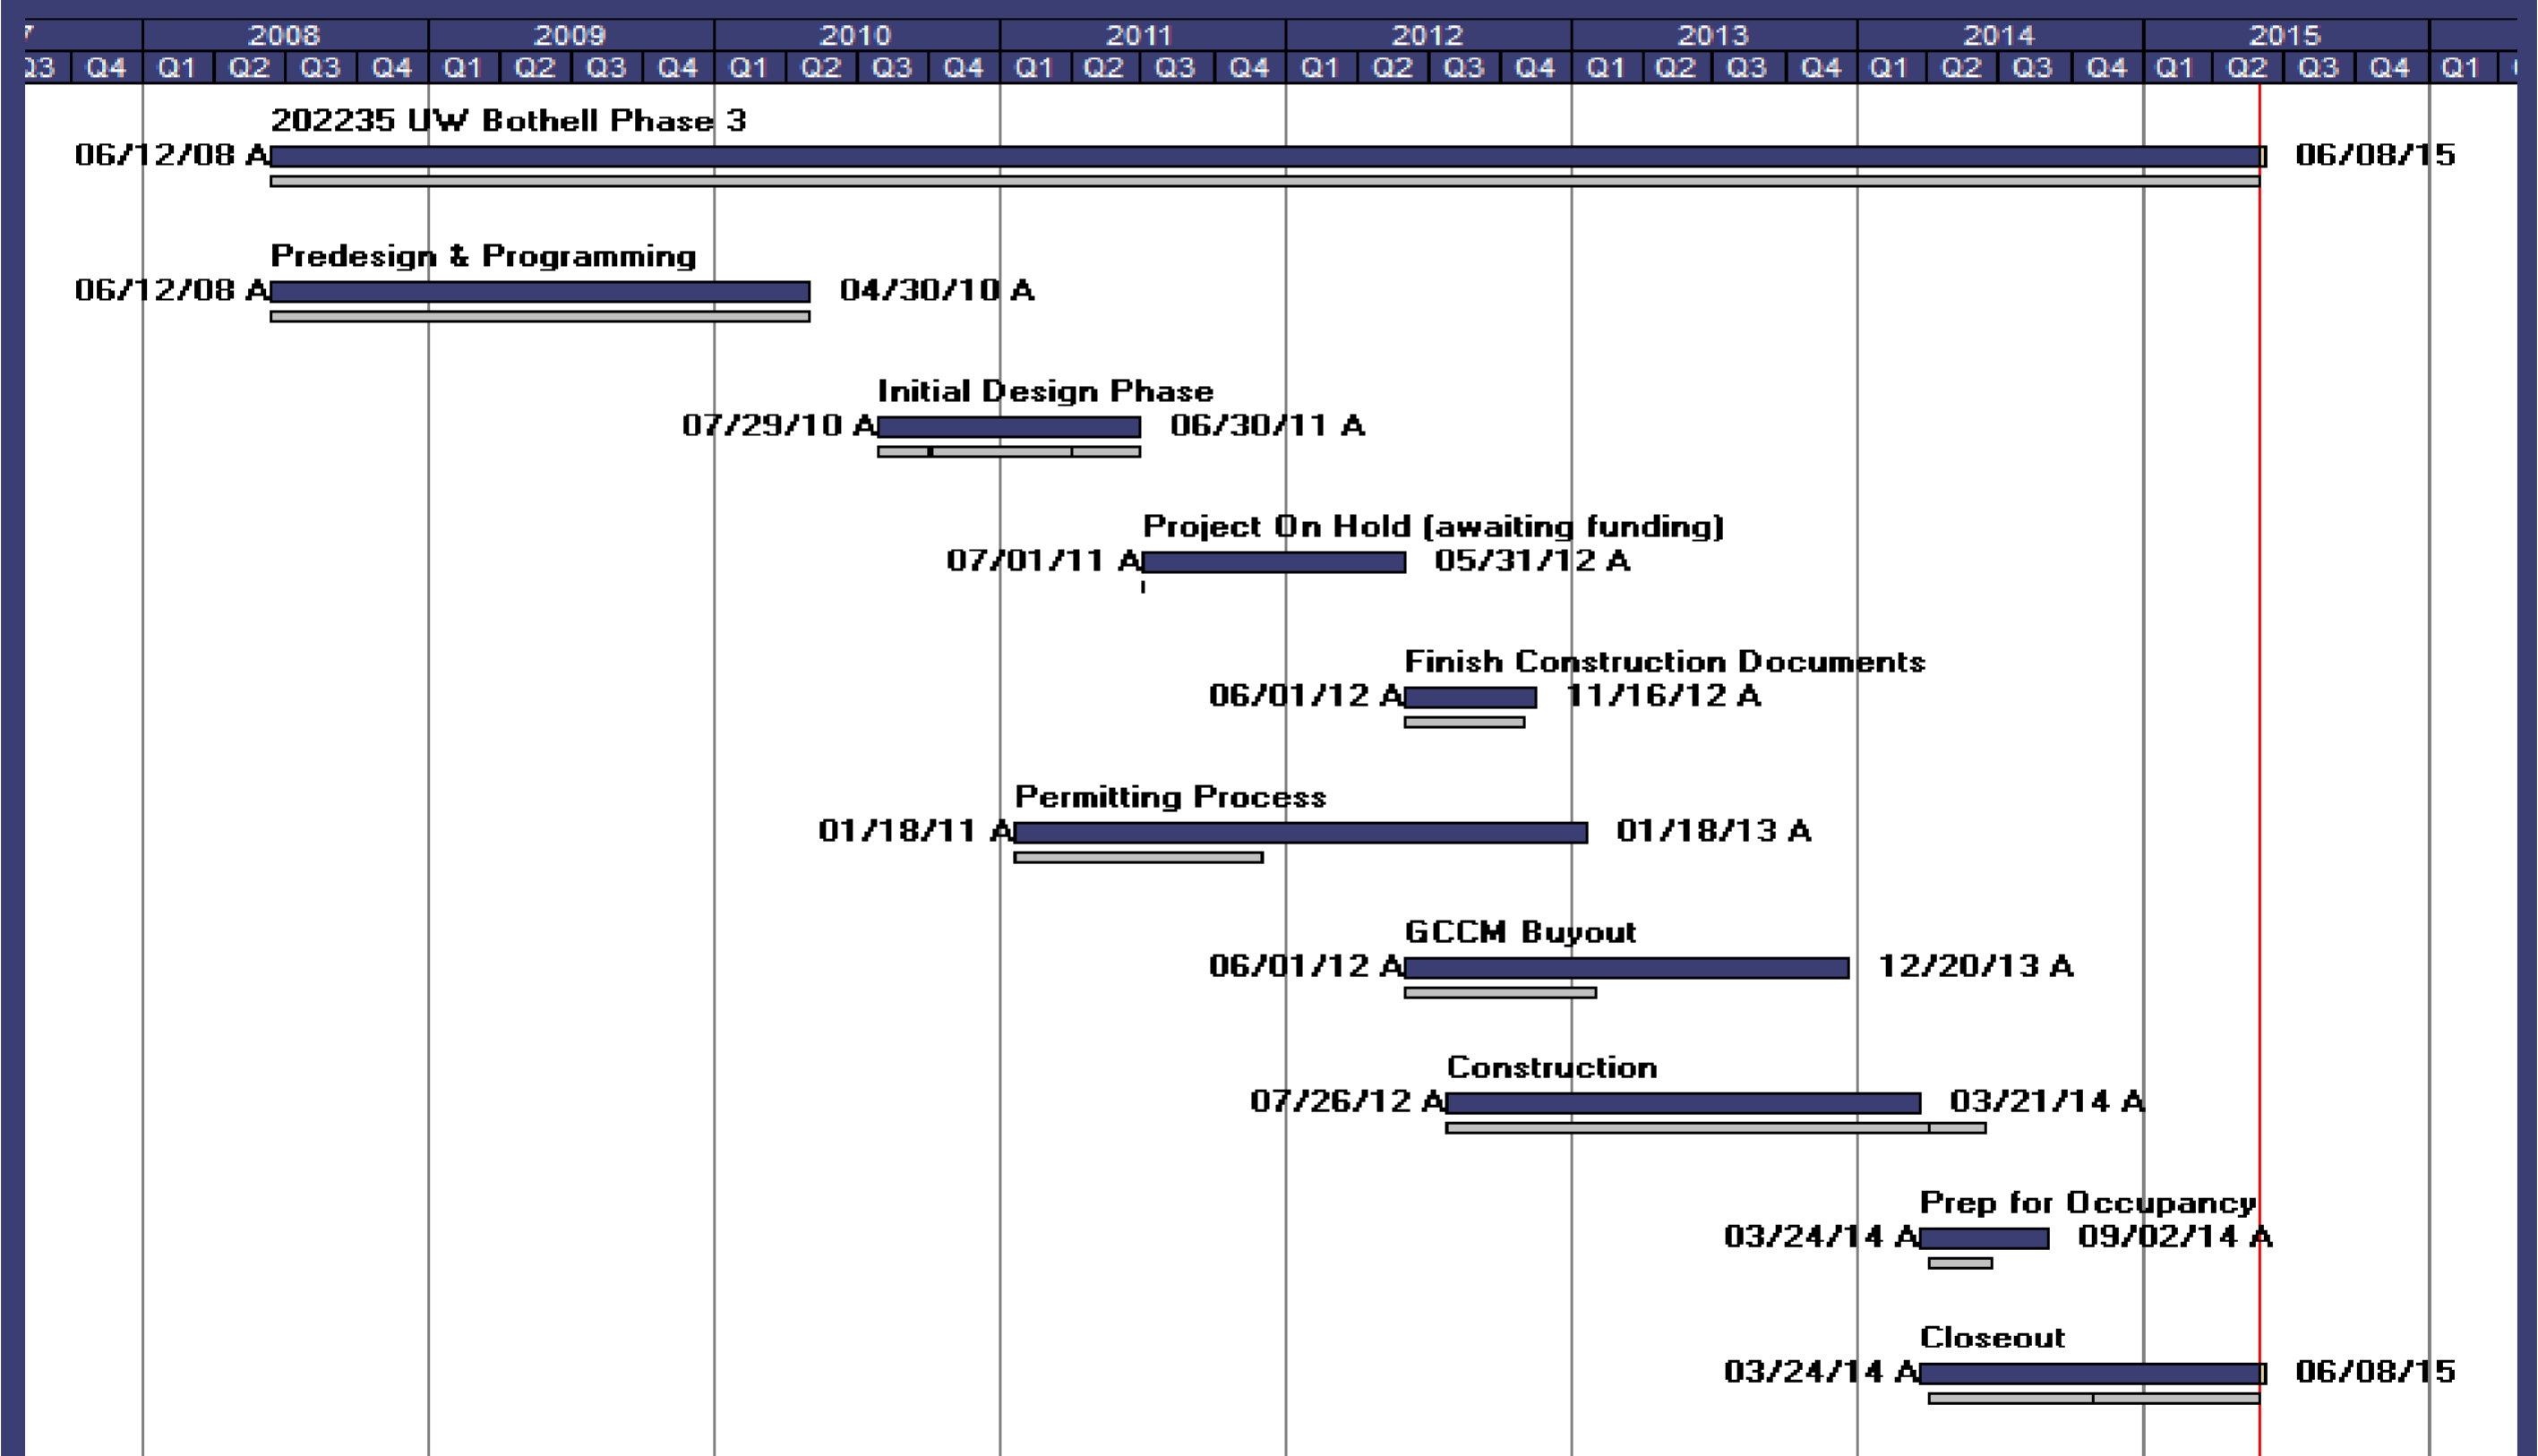 7 2008 2009 2010 2011 2012 2013 2014 2015
Q3 Q4 Q1 Q2 Q3 Q4 Q1 Q2 Q3 Q4 Q1 Q2 Q3 Q4 Q1 Q2 Q3 Q4 Q1 Q2 Q3 Q4 Q1 Q2 Q3 Q4 Q1 Q2 Q3 Q4 Q1 Q2 Q3 Q4 Q1
202235 UW Bothell Phase 3
06/12/08 A 06/08/15
Predesign & Programming
06/12/08 A 04/30/10 A
Initial Design Phase
07/29/10 A 06/30/11 A
Project On Hold (awaiting funding)
07/01/11 A 05/31/12 A
Finish Construction Documents
06/01/12 A 11/16/12 A
Permitting Process
01/18/11 A 01/18/13 A
GCCM Buyout
06/01/12 A 12/20/13 A
Construction
07/26/12 A 03/21/14 A
Prep for Occupancy
03/24/14 A 09/02/14 A
Closeout
03/24/14 A 06/08/15